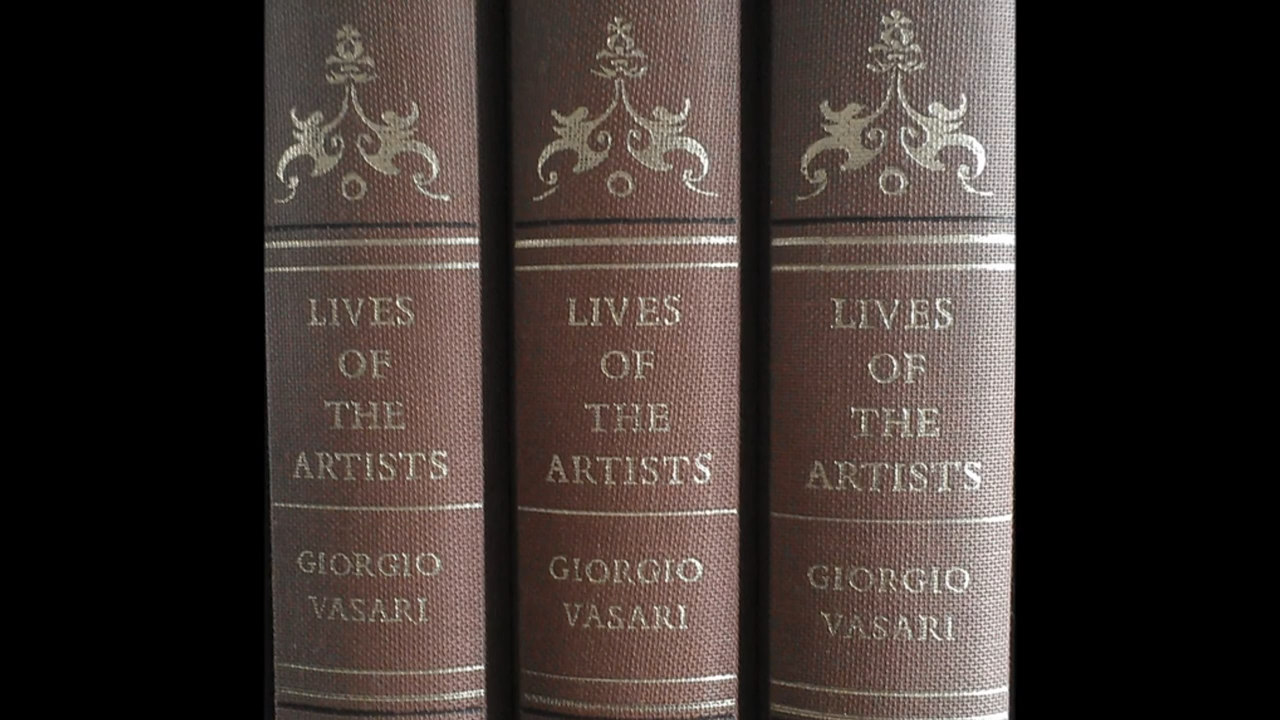 LIVES
OF
THE
ARTISTS
GIORGIO
VASARI
LIVES
OF
THE
ARTISTS
GIORGIO
VASARI
LIVES
OF
THE
ARTISTS
GIORGIO
VASARI